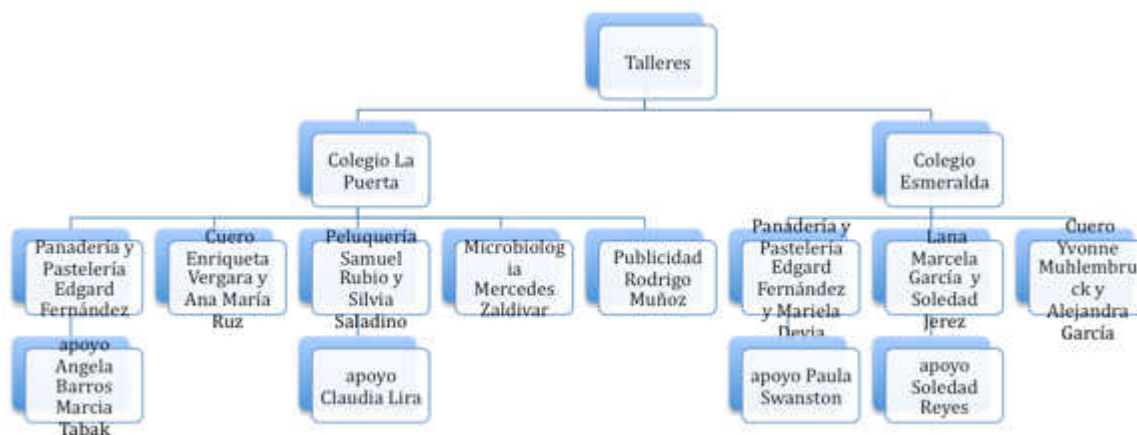 Talleres
Colegio La
Puerta
Colegio
Esmeralda
Panadería y
Pastelería
Edgard
Fernández
Cuero
Enriqueta
Vergara y
Ana María
Ruz
Peluquería
Samuel
Rubio y
Silvia
Saladino
Microbiolog
ia
Mercedes
Zaldivar
Publicidad
Rodrigo
Muñoz
Panádería y
Pastelería
Edgard
Fernández
y Mariela
Devia
Lana
Marcela
García y
Soledad
Jerez
Cuero
Yvonne
Muhlembru
ck y
Alejandra
García
apoyo
Angela
Barros
Marcia
Tabak
apoyo
Claudia Lira
apoyo Paula
Swanston
apoyo
Soledad
Reyes